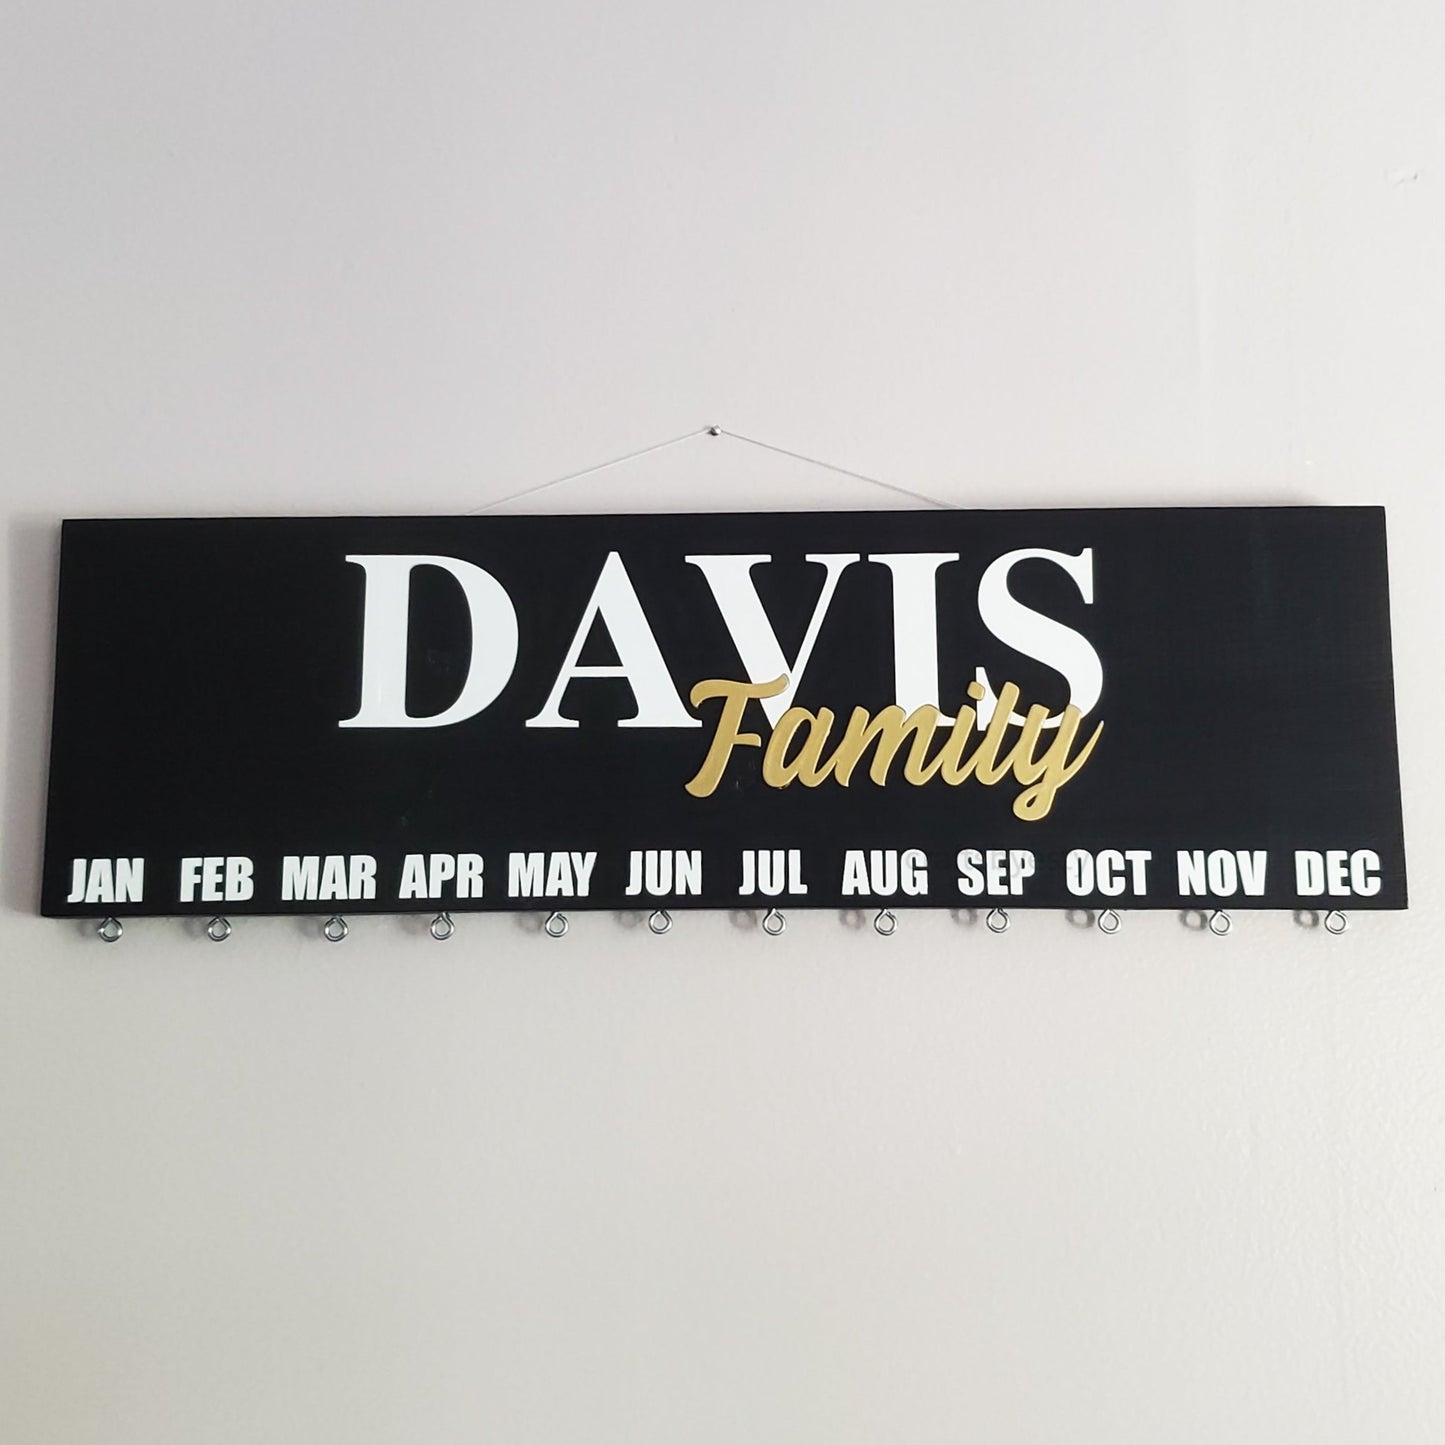 DAVIS
Family
JAN FEB MAR APR MAY JUN JUL AUG SEP OCT NOV DEC